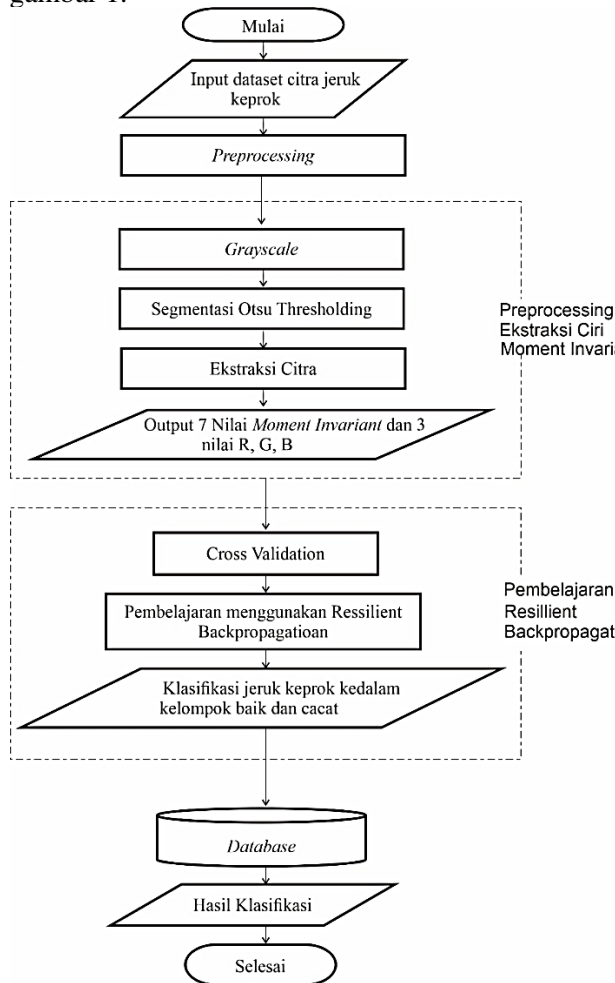 gambar 1.
Mulai
Input dataset citra jeruk
keprok
Preprocessing
Grayscale
Segmentasi Otsu Thresholding
Ekstraksi Citra
Output 7 Nilai Moment Invariant dan 3
nilai R, G, B
Preprocessing
Ekstraksi Ciri
Moment Invari
Cross Validation
Pembelajaran menggunakan Ressilient
Backpropagatioan
Klasifikasi jeruk keprok kedalam
kelompok baik dan cacat
Pembelajaran
Resillient
Backpropagat
Database
Hasil Klasifikasi
Selesai